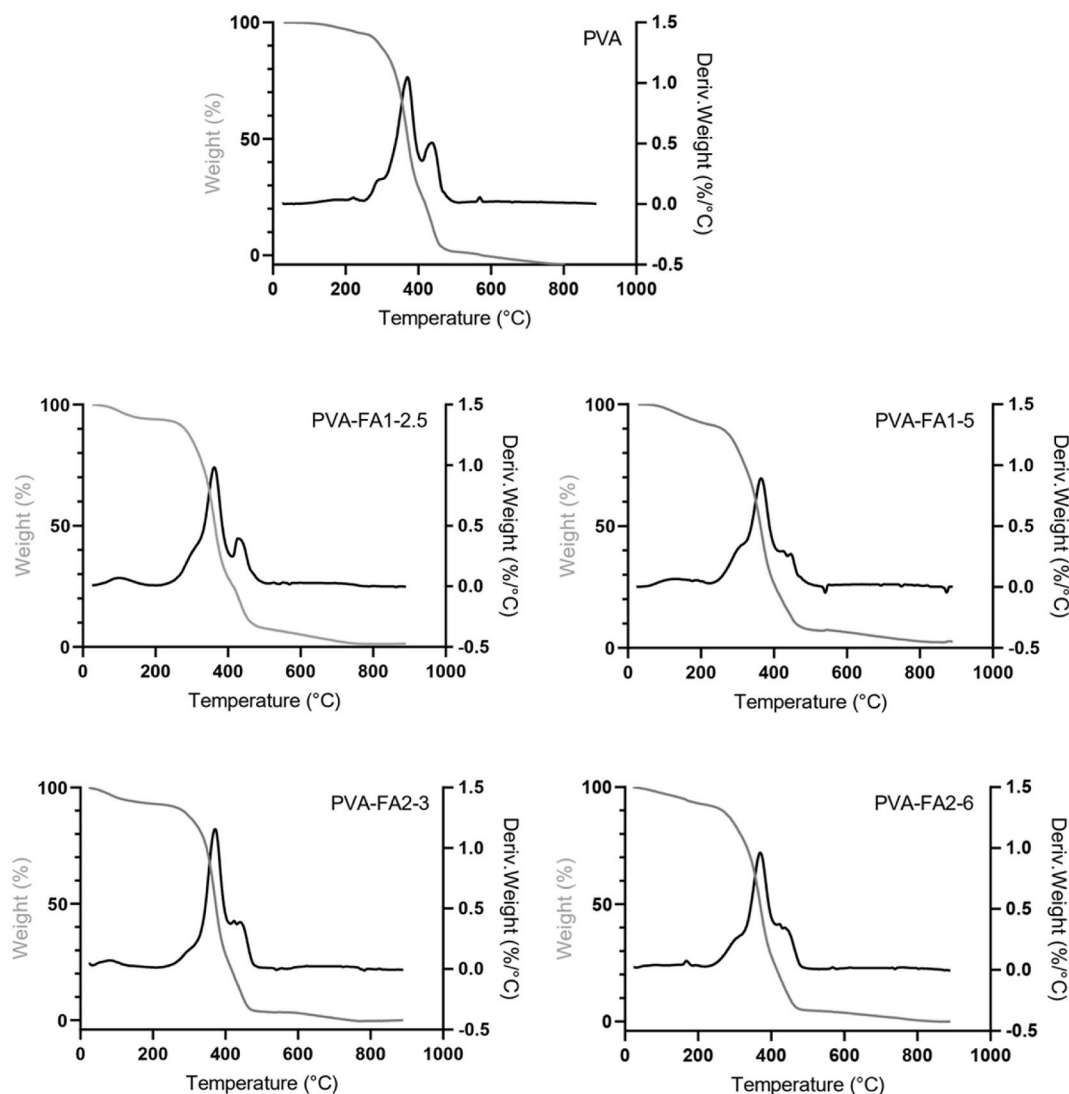 PVA
100
50
0
1.5
1.0
0.5
0.0
-0.5
0 200 400 600 800 1000
Weight (%)
Deriv.Weight (%/°C)
Temperature (°C)
PVA-FA1-2.5
100
50
0
1.5
1.0
0.5
0.0
-0.5
0 200 400 600 800 1000
Weight (%)
Deriv.Weight (%/°C)
Temperature (°C)
PVA-FA1-5
100
50
0
1.5
1.0
0.5
0.0
-0.5
0 200 400 600 800 1000
Weight (%)
Deriv.Weight (%/°C)
Temperature (°C)
PVA-FA2-3
100
50
0
1.5
1.0
0.5
0.0
-0.5
0 200 400 600 800 1000
Weight (%)
Deriv.Weight (%/°C)
Temperature (°C)
PVA-FA2-6
100
50
0
1.5
1.0
0.5
0.0
-0.5
0 200 400 600 800 1000
Weight (%)
Deriv.Weight (%/°C)
Temperature (°C)